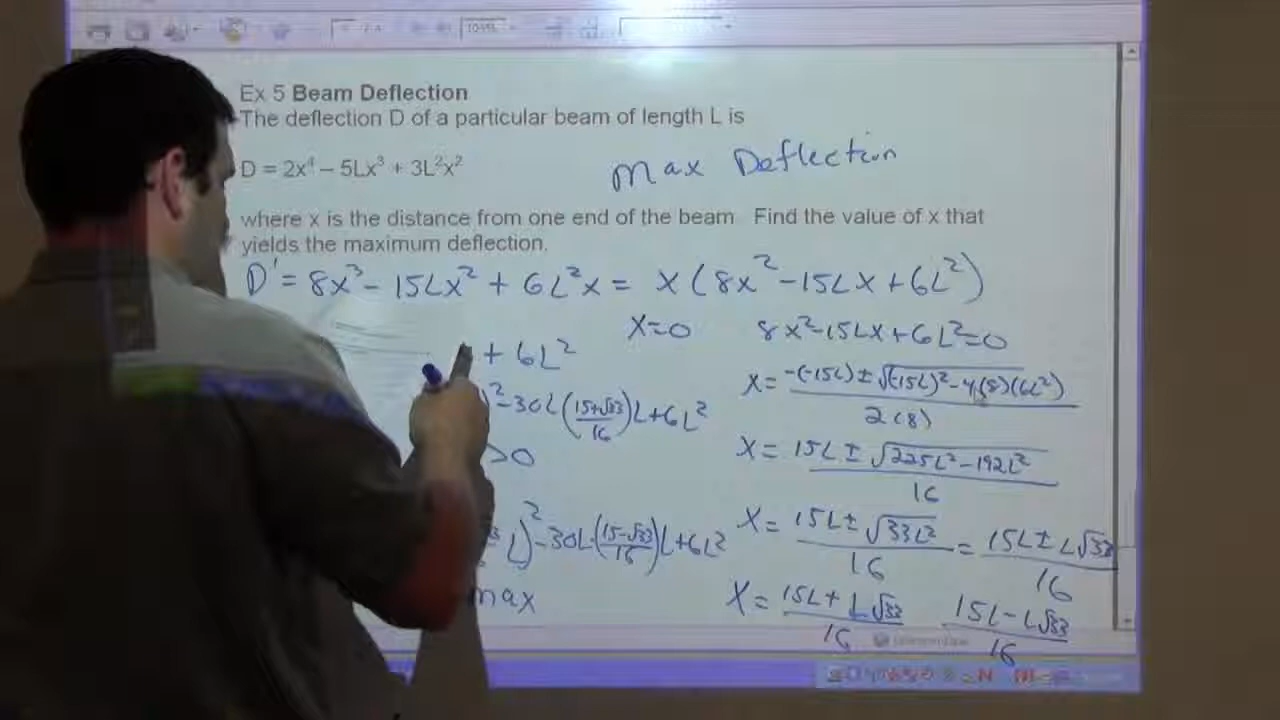 Ex 5 Beam Deflection
The deflection D of a particular beam of length L is
D = 2x⁴ – 5Lx³ + 3L²x²
Max Deflection
where x is the distance from one end of the beam Find the value of x that
yields the maximum deflection.
D' = 8x³ - 15Lx² + 6L²x = x(8x² - 15Lx + 6L²)
x=0
8x²-15Lx+6L²=0
+ 6L²
x= -(-15L) ± √(-15L)² - 4(8)(6L²) / 2(8)
)² - 30L(15+√33/16)L + 6L²
x = 15L ± √225L² - 192L² / 16
>0
x = 15L ± √33L² / 16 = 15L ± L√33 / 16
L)² - 30L·(15-√33/16)L + 6L²
max
x = 15L + L√33 / 16
15L - L√33 / 16